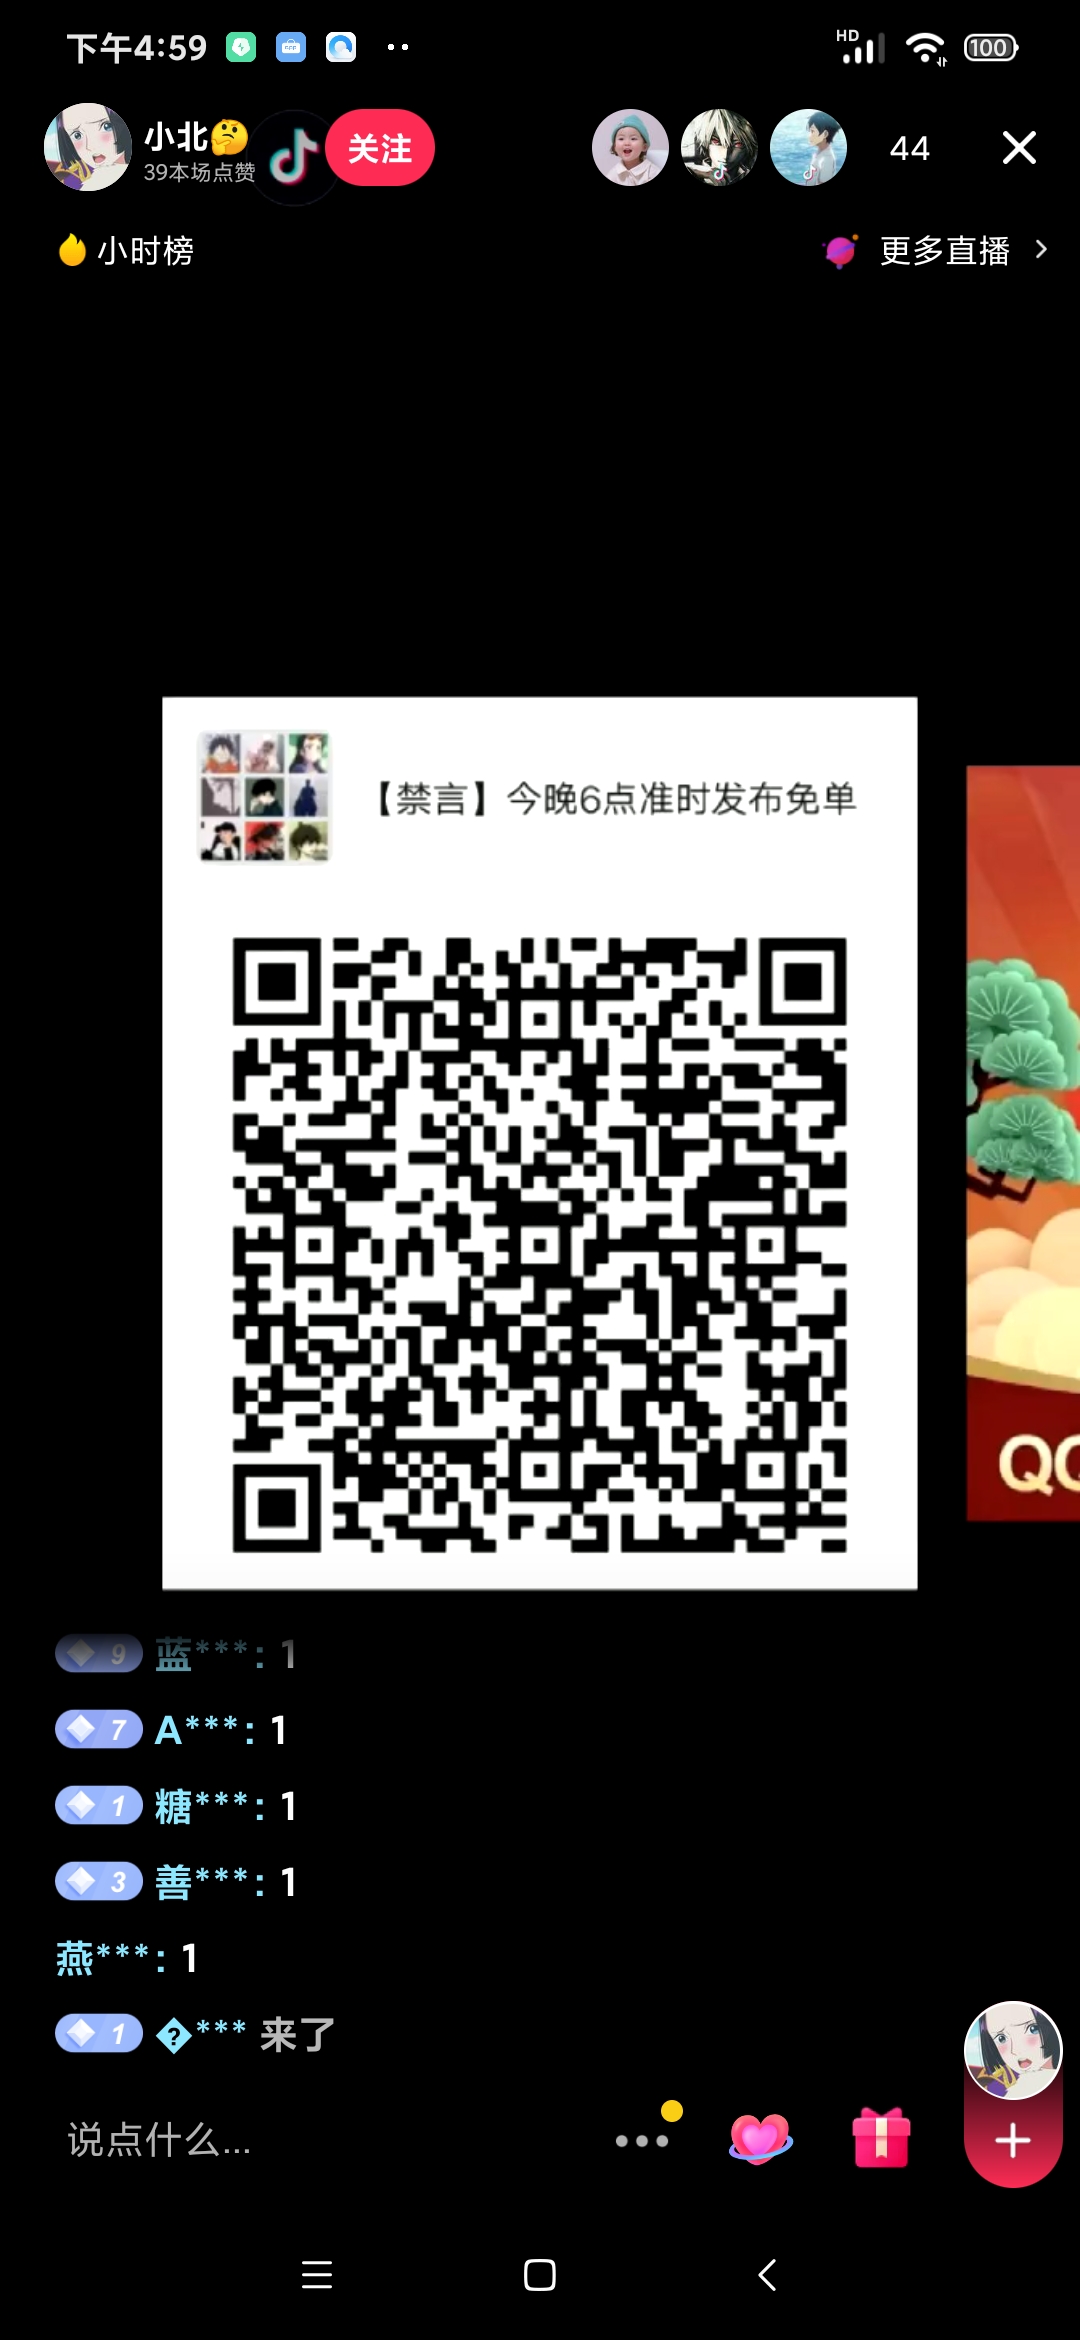 下午4:59
HD
100
小北🤔
39本场点赞
关注
44
小时榜
更多直播
【禁言】今晚6点准时发布免单
QQ
9 蓝***: 1
7 A***: 1
1 糖***: 1
3 善***: 1
燕***: 1
1 �*** 来了
说点什么...